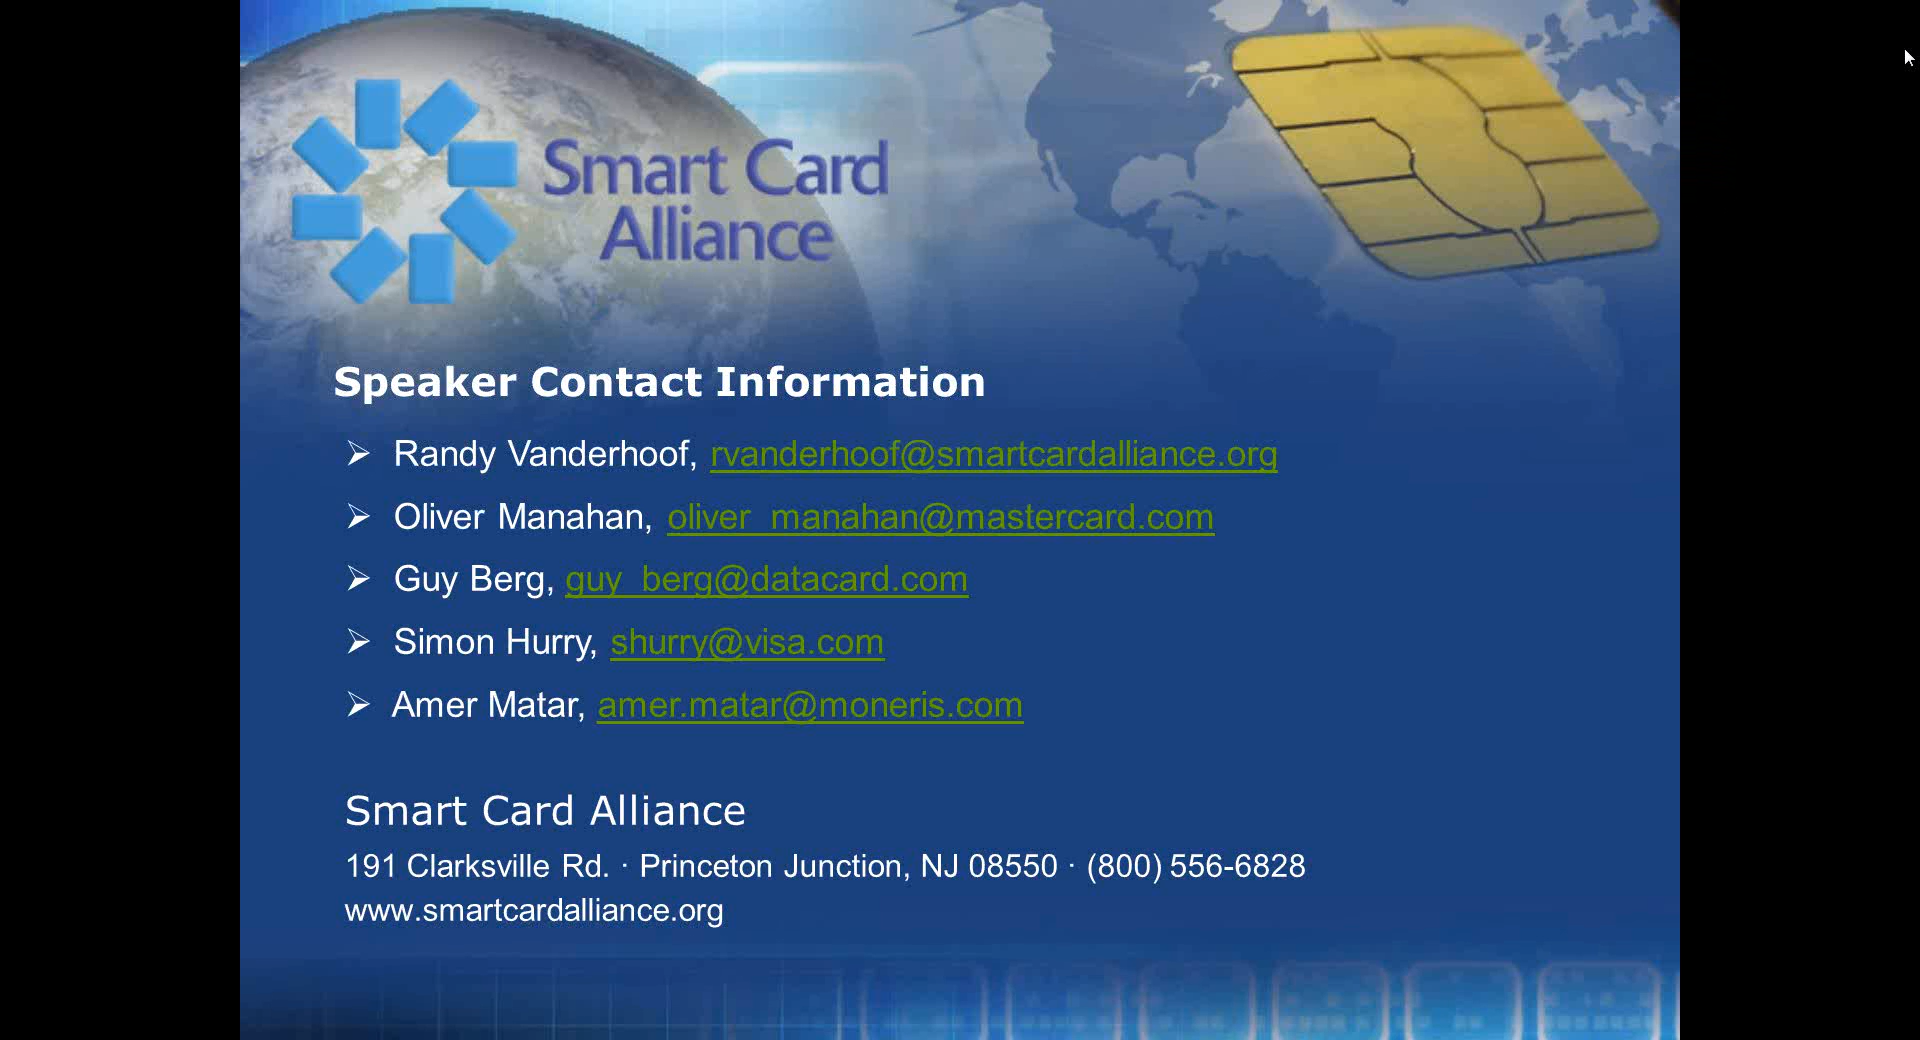 Smart Card
Alliance
Speaker Contact Information
➢ Randy Vanderhoof, rvanderhoof@smartcardalliance.org
➢ Oliver Manahan, oliver_manahan@mastercard.com
➢ Guy Berg, guy_berg@datacard.com
➢ Simon Hurry, shurry@visa.com
➢ Amer Matar, amer.matar@moneris.com
Smart Card Alliance
191 Clarksville Rd. · Princeton Junction, NJ 08550 · (800) 556-6828
www.smartcardalliance.org